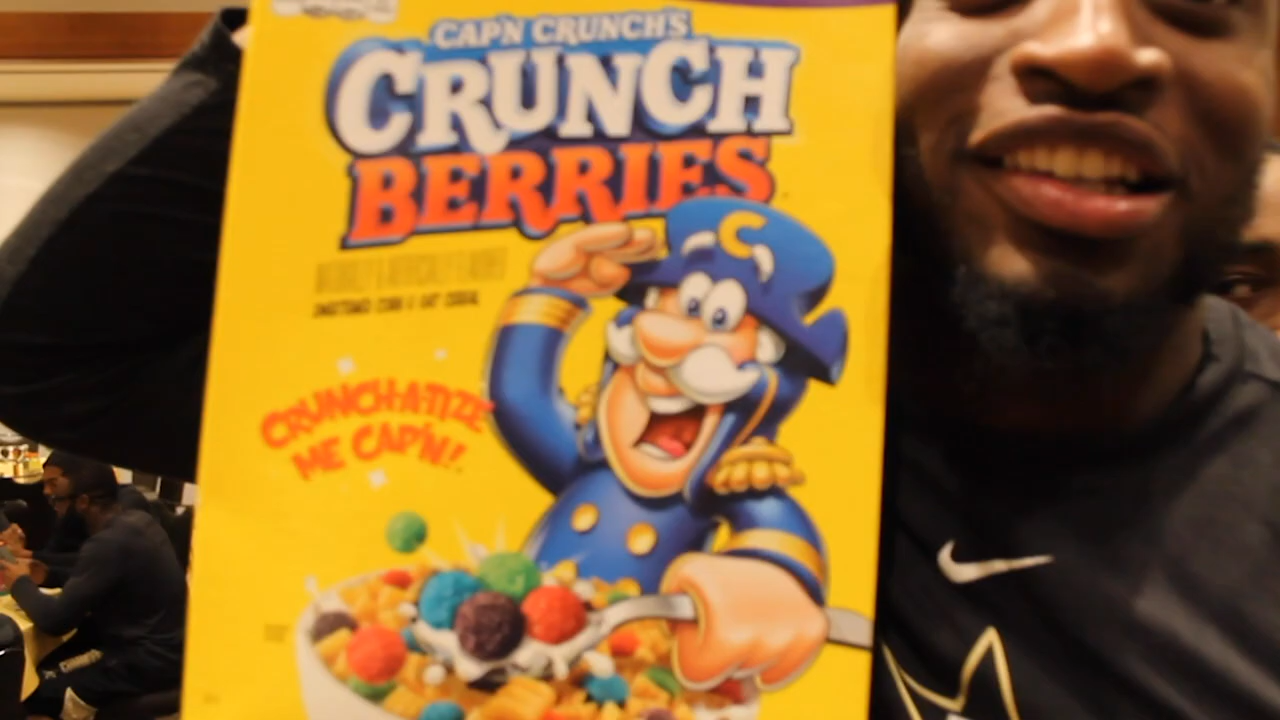 CAP'N CRUNCH'S
CRUNCH
BERRIES
CRUNCH-A-TIZE
ME CAP'N!
C